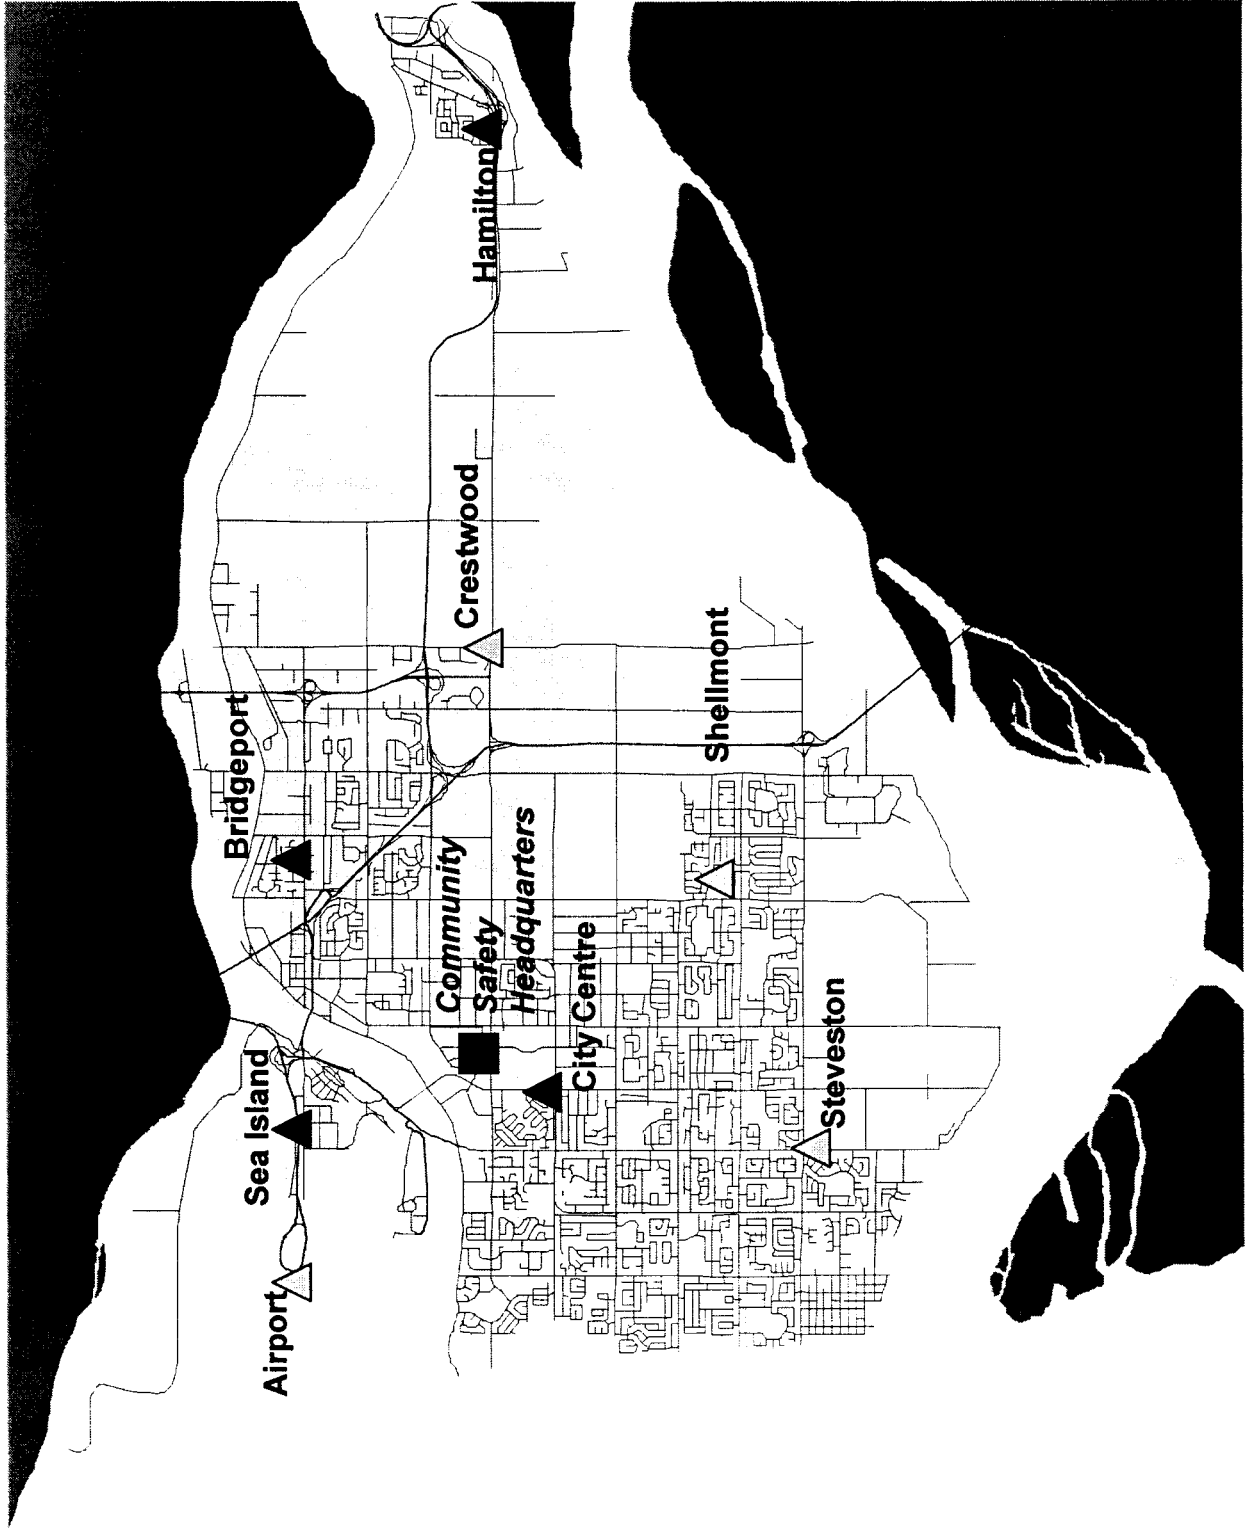 Airport
Sea Island
Bridgeport
Hamilton
Crestwood
Community
Safety
Headquarters
City Centre
Shellmont
Steveston